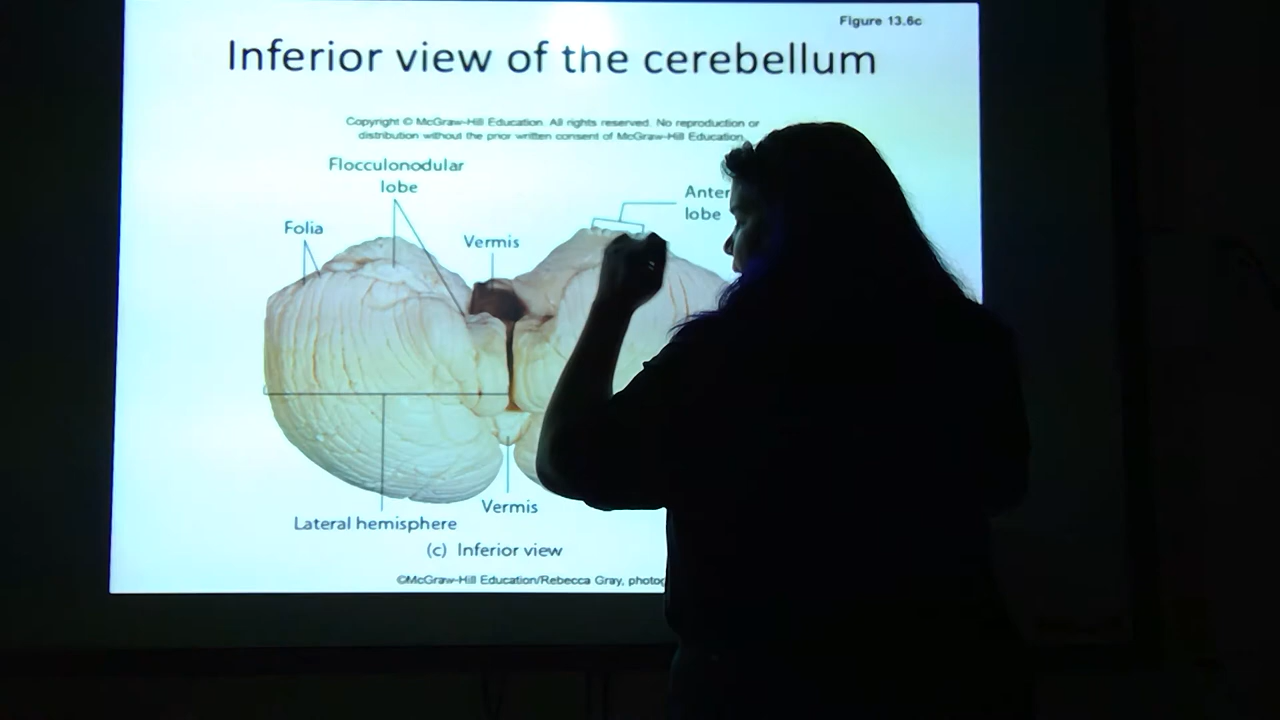 Figure 13.6c
Inferior view of the cerebellum
Copyright © McGraw-Hill Education. All rights reserved. No reproduction or
distribution without the prior written consent of McGraw-Hill Education.
Flocculonodular
lobe
Anter
lobe
Folia
Vermis
Vermis
Lateral hemisphere
(c) Inferior view
©McGraw-Hill Education/Rebecca Gray, photog